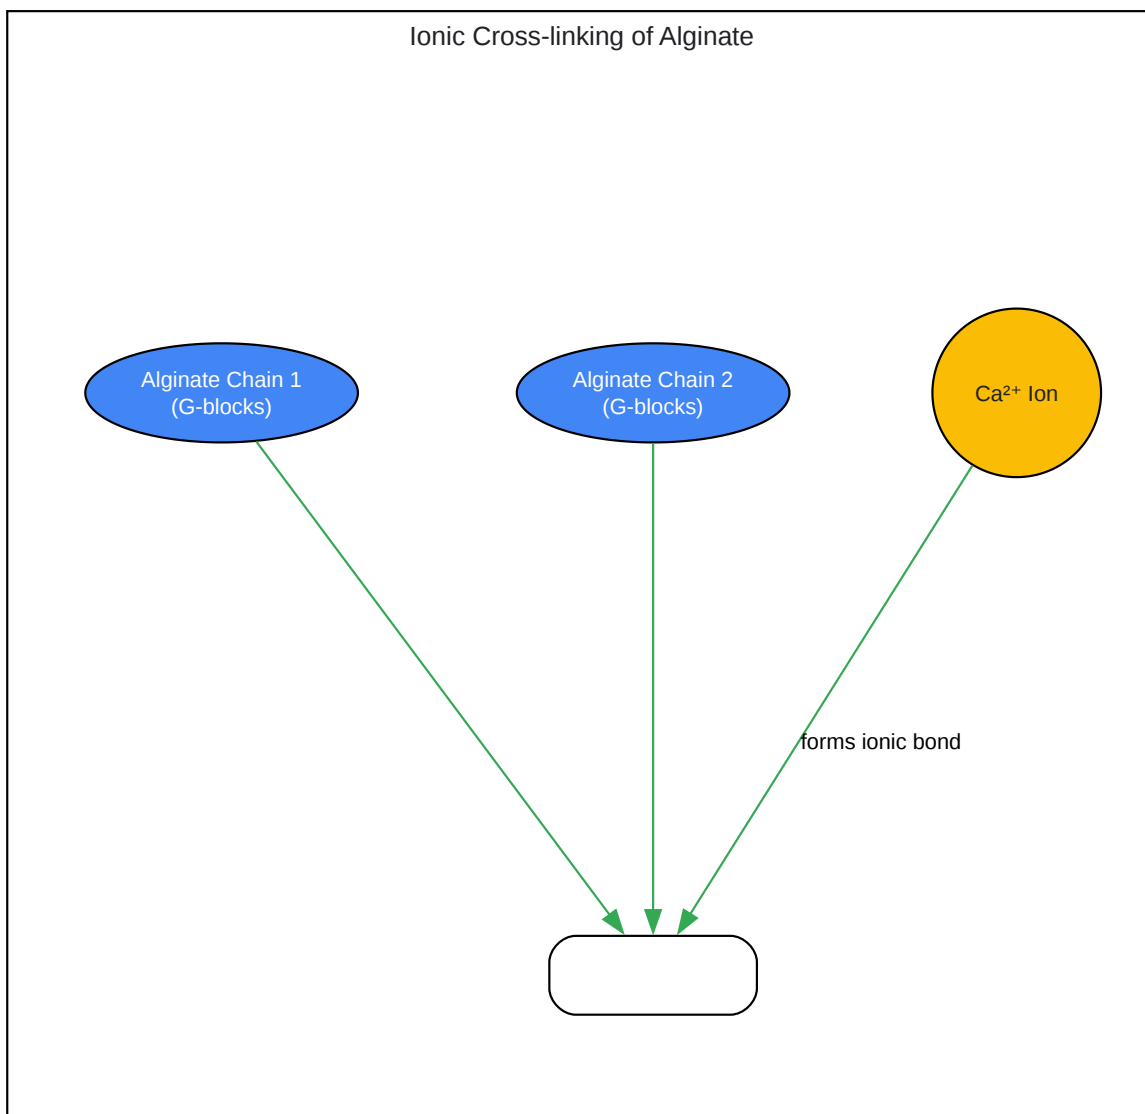 Ionic Cross-linking of Alginate
Alginate Chain 1
(G-blocks)
Alginate Chain 2
(G-blocks)
Ca²⁺ Ion
forms ionic bond